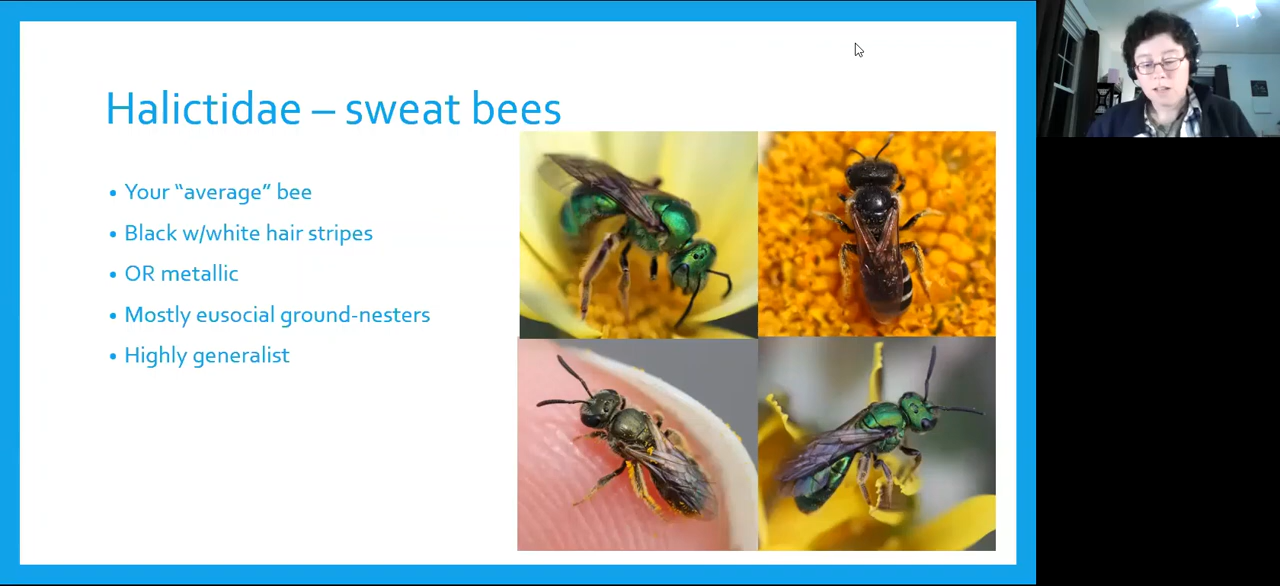 Halictidae – sweat bees
• Your “average” bee
• Black w/white hair stripes
• OR metallic
• Mostly eusocial ground-nesters
• Highly generalist